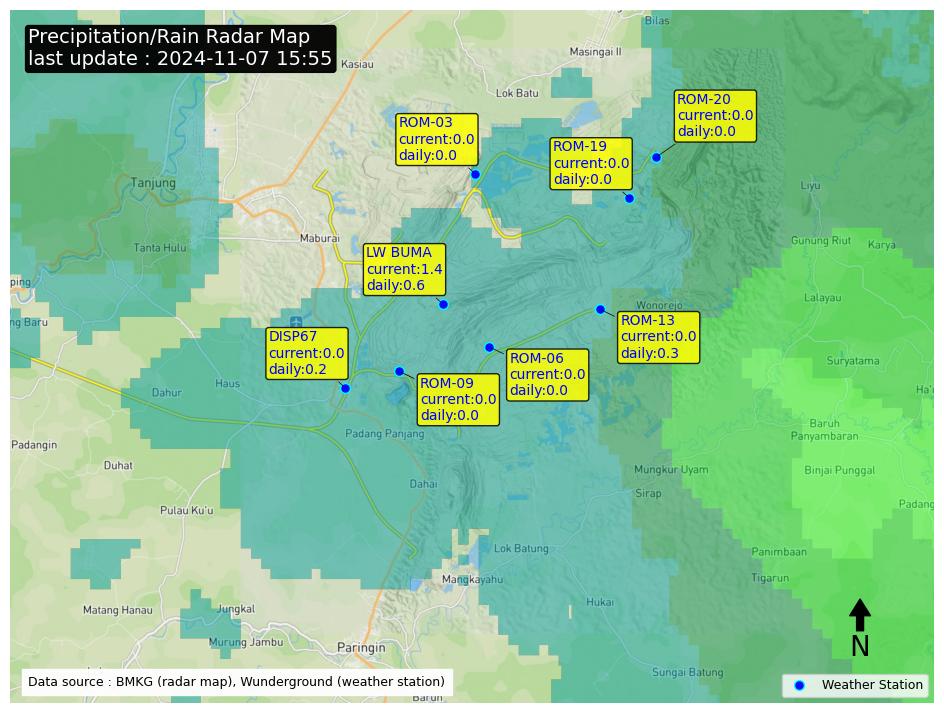 Precipitation/Rain Radar Map
last update : 2024-11-07 15:55
Bilas
Masingai II
Kasiau
Lok Batu
ROM-20
current:0.0
daily:0.0
ROM-03
current:0.0
daily:0.0
ROM-19
current:0.0
daily:0.0
Tanjung
Liyu
Maburai
Tanta Hulu
Gunung Riut
Karya
LW BUMA
current:1.4
daily:0.6
ping
Lalayau
Wonorejo
ng Baru
ROM-13
current:0.0
daily:0.3
DISP67
current:0.0
daily:0.2
ROM-06
current:0.0
daily:0.0
Suryatama
ROM-09
current:0.0
daily:0.0
Haus
Dahur
Ha'
Baruh
Panyambaran
Padang Panjang
Padangin
Duhat
Mungkur Uyam
Binjai Punggal
Dahai
Sirap
Padang
Pulau Ku'u
Lok Batung
Panimbaan
Mangkayahu
Tigarun
Matang Hanau
Jungkal
Hukai
Murung Jambu
Paringin
N
Sungai Batung
Data source : BMKG (radar map), Wunderground (weather station)
Weather Station
Barun